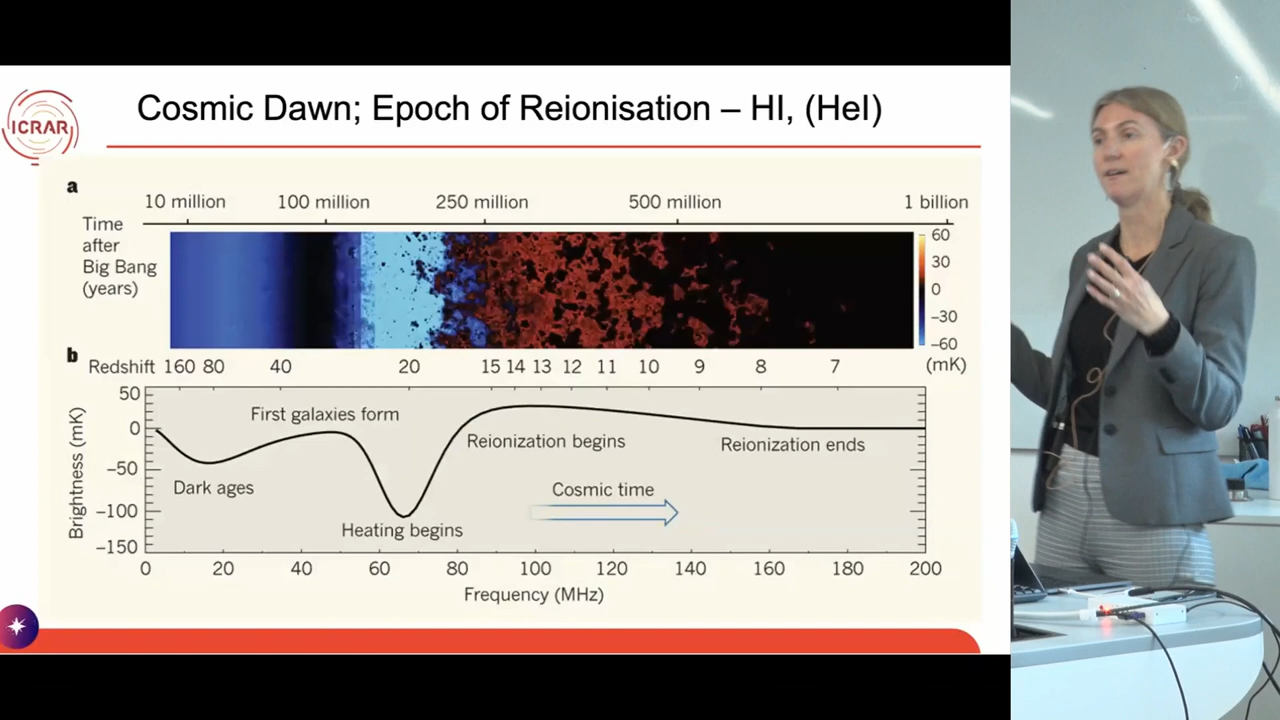 ICRAR
Cosmic Dawn; Epoch of Reionisation – HI, (HeI)
a
10 million 100 million 250 million 500 million 1 billion
Time
after
Big Bang
(years)
60
30
0
–30
–60
(mK)
b
Redshift 160 80 40 20 15 14 13 12 11 10 9 8 7
Brightness (mK)
50
0
–50
–100
–150
First galaxies form
Reionization begins
Reionization ends
Dark ages
Cosmic time
Heating begins
0 20 40 60 80 100 120 140 160 180 200
Frequency (MHz)